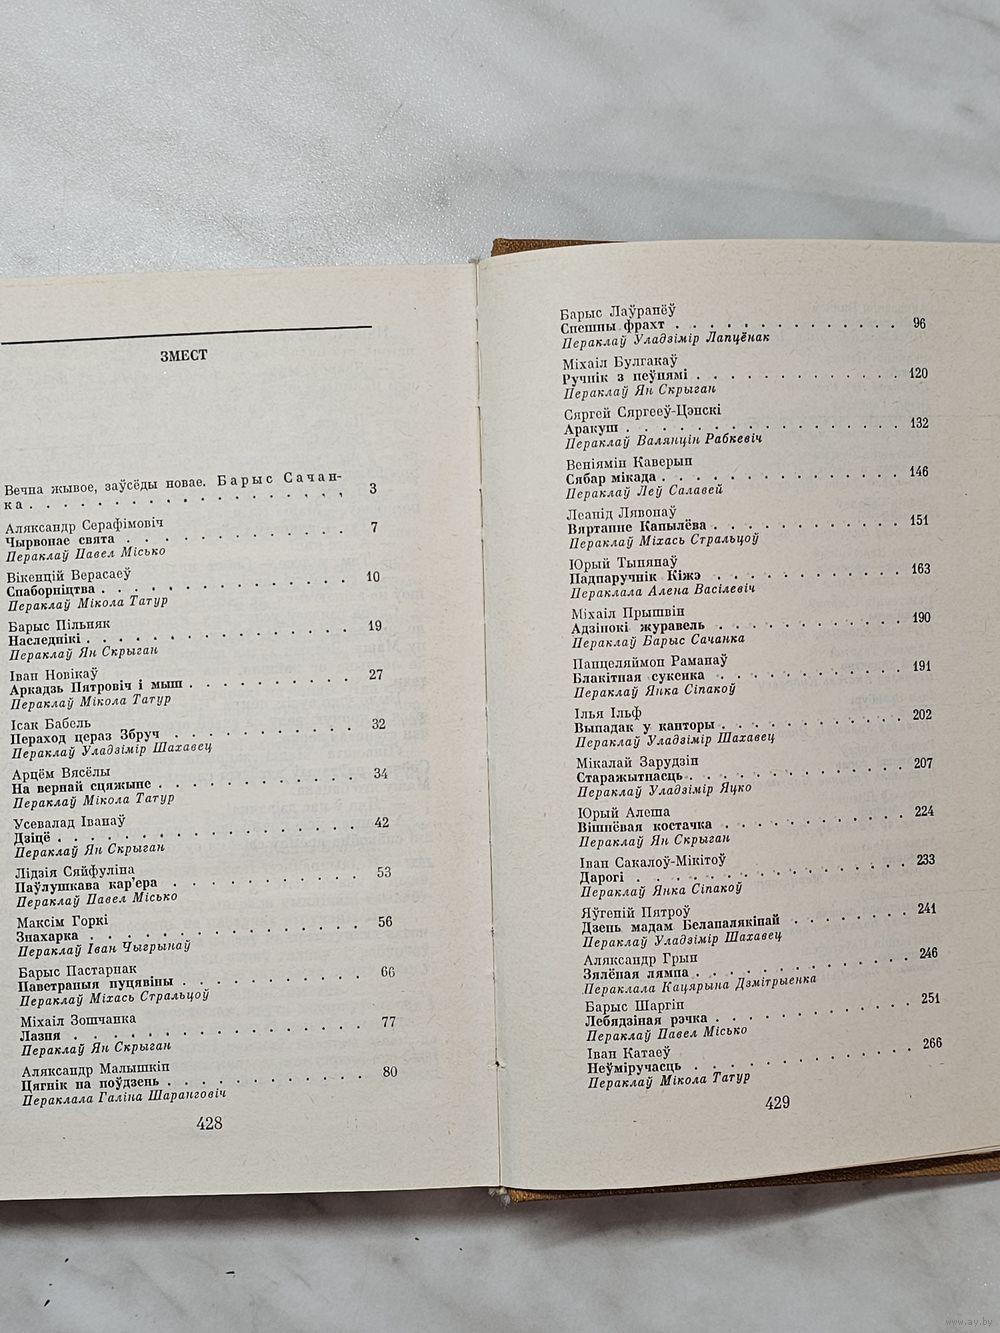 ЗМЕСТ
Вечна жывое, заўсёды новае. Барыс Сачан-
ка . . . . . . . . . . . . . . . . . . 3
Аляксандр Серафімовіч
Чырвонае свята . . . . . . . . . . . . 7
Пераклаў Павел Місько
Вікенцій Верасаеў
Спаборніцтва . . . . . . . . . . . . . 10
Пераклаў Мікола Татур
Барыс Пільняк
Наследнікі . . . . . . . . . . . . . . 19
Пераклаў Ян Скрыган
Іван Новікаў
Аркадзь Пятровіч і мыш . . . . . . . . . 27
Пераклаў Мікола Татур
Ісак Бабель
Пераход цераз Збруч . . . . . . . . . . 32
Пераклаў Уладзімір Шахавец
Арцём Вясёлы
На вернай сцяжыне . . . . . . . . . . . 34
Пераклаў Мікола Татур
Усевалад Іванаў
Дзіцё . . . . . . . . . . . . . . . . 42
Пераклаў Ян Скрыган
Лідзія Сяйфуліна
Паўлушкава кар'ера . . . . . . . . . . 53
Пераклаў Павел Місько
Максім Горкі
Знахарка . . . . . . . . . . . . . . . 56
Пераклаў Іван Чыгрынаў
Барыс Пастарнак
Паветраныя пуцявіны . . . . . . . . . . 66
Пераклаў Міхась Стральцоў
Міхаіл Зошчанка
Лазня . . . . . . . . . . . . . . . . 77
Пераклаў Ян Скрыган
Аляксандр Малышкін
Цягнік на поўдзень . . . . . . . . . . . 80
Пераклала Галіна Шаранговіч
428
Барыс Лаўранёў
Спешны фрахт . . . . . . . . . . . . . 96
Пераклаў Уладзімір Лапцёнак
Міхаіл Булгакаў
Ручнік з пеўнямі . . . . . . . . . . . . 120
Пераклаў Ян Скрыган
Сяргей Сяргееў-Цэнскі
Аракуш . . . . . . . . . . . . . . . . 132
Пераклаў Валянцін Рабкевіч
Веніямін Каверын
Сябар мікада . . . . . . . . . . . . . 146
Пераклаў Леў Салавей
Леанід Лявонаў
Вяртанне Капылёва . . . . . . . . . . . 151
Пераклаў Міхась Стральцоў
Юрый Тынянаў
Падпаручнік Кіжэ . . . . . . . . . . . 163
Пераклала Алена Васілевіч
Міхаіл Прышвін
Адзінокі журавель . . . . . . . . . . . 190
Пераклаў Барыс Сачанка
Панцеляймон Раманаў
Блакітная сукенка . . . . . . . . . . . 191
Пераклаў Янка Сіпакоў
Ілья Ільф
Выпадак у канторы . . . . . . . . . . . 202
Пераклаў Уладзімір Шахавец
Мікалай Зарудзін
Старажытнасць . . . . . . . . . . . . . 207
Пераклаў Уладзімір Яцко
Юрый Алеша
Вішнёвая костачка . . . . . . . . . . . 224
Пераклаў Ян Скрыган
Іван Сакалоў-Мікітоў
Дарогі . . . . . . . . . . . . . . . . 233
Пераклаў Янка Сіпакоў
Яўгеній Пятроў
Дзень мадам Белапалякінай . . . . . . . 241
Пераклаў Уладзімір Шахавец
Аляксандр Грын
Зялёная лямпа . . . . . . . . . . . . . 246
Пераклала Кацярына Дзмітрыенка
Барыс Шаргін
Лебядзіная рэчка . . . . . . . . . . . . 251
Пераклаў Павел Місько
Іван Катаеў
Неўміручасць . . . . . . . . . . . . . 266
Пераклаў Мікола Татур
429
www.ay.by